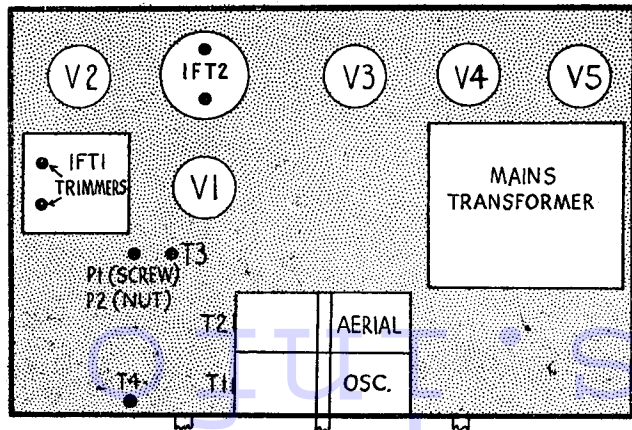 V2
IFT2
V3
V4
V5
IFT1
TRIMMERS
V1
MAINS
TRANSFORMER
T3
P1 (SCREW)
P2 (NUT)
T2
AERIAL
T4
T1
OSC.